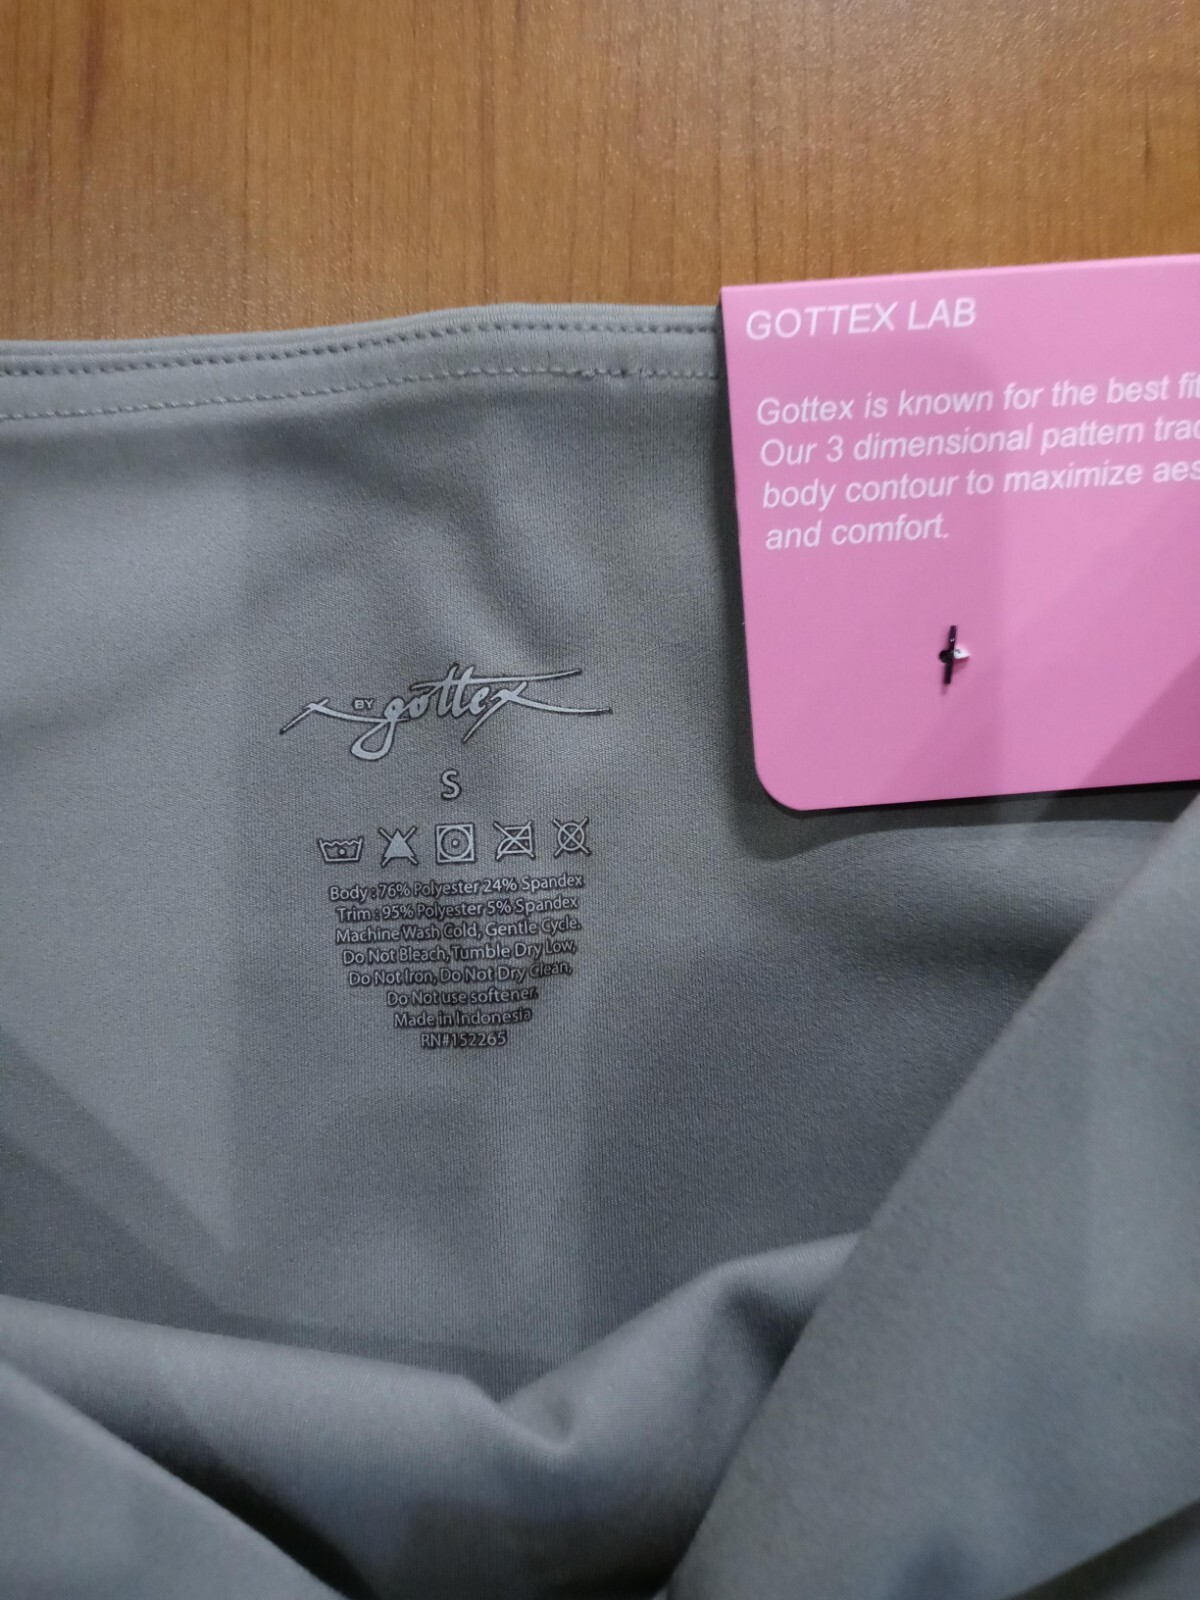 GOTTEX LAB
Gottex is known for the best fit
Our 3 dimensional pattern
body contour to maximize
and comfort.
X BY gottex
S
Body : 76% Polyester 24% Spandex
Trim : 95% Polyester 5% Spandex
Machine Wash Cold, Gentle Cycle.
Do Not Bleach, Tumble Dry Low,
Do Not Iron, Do Not Dry Clean,
Do Not use softener.
Made in Indonesia
RN#152265